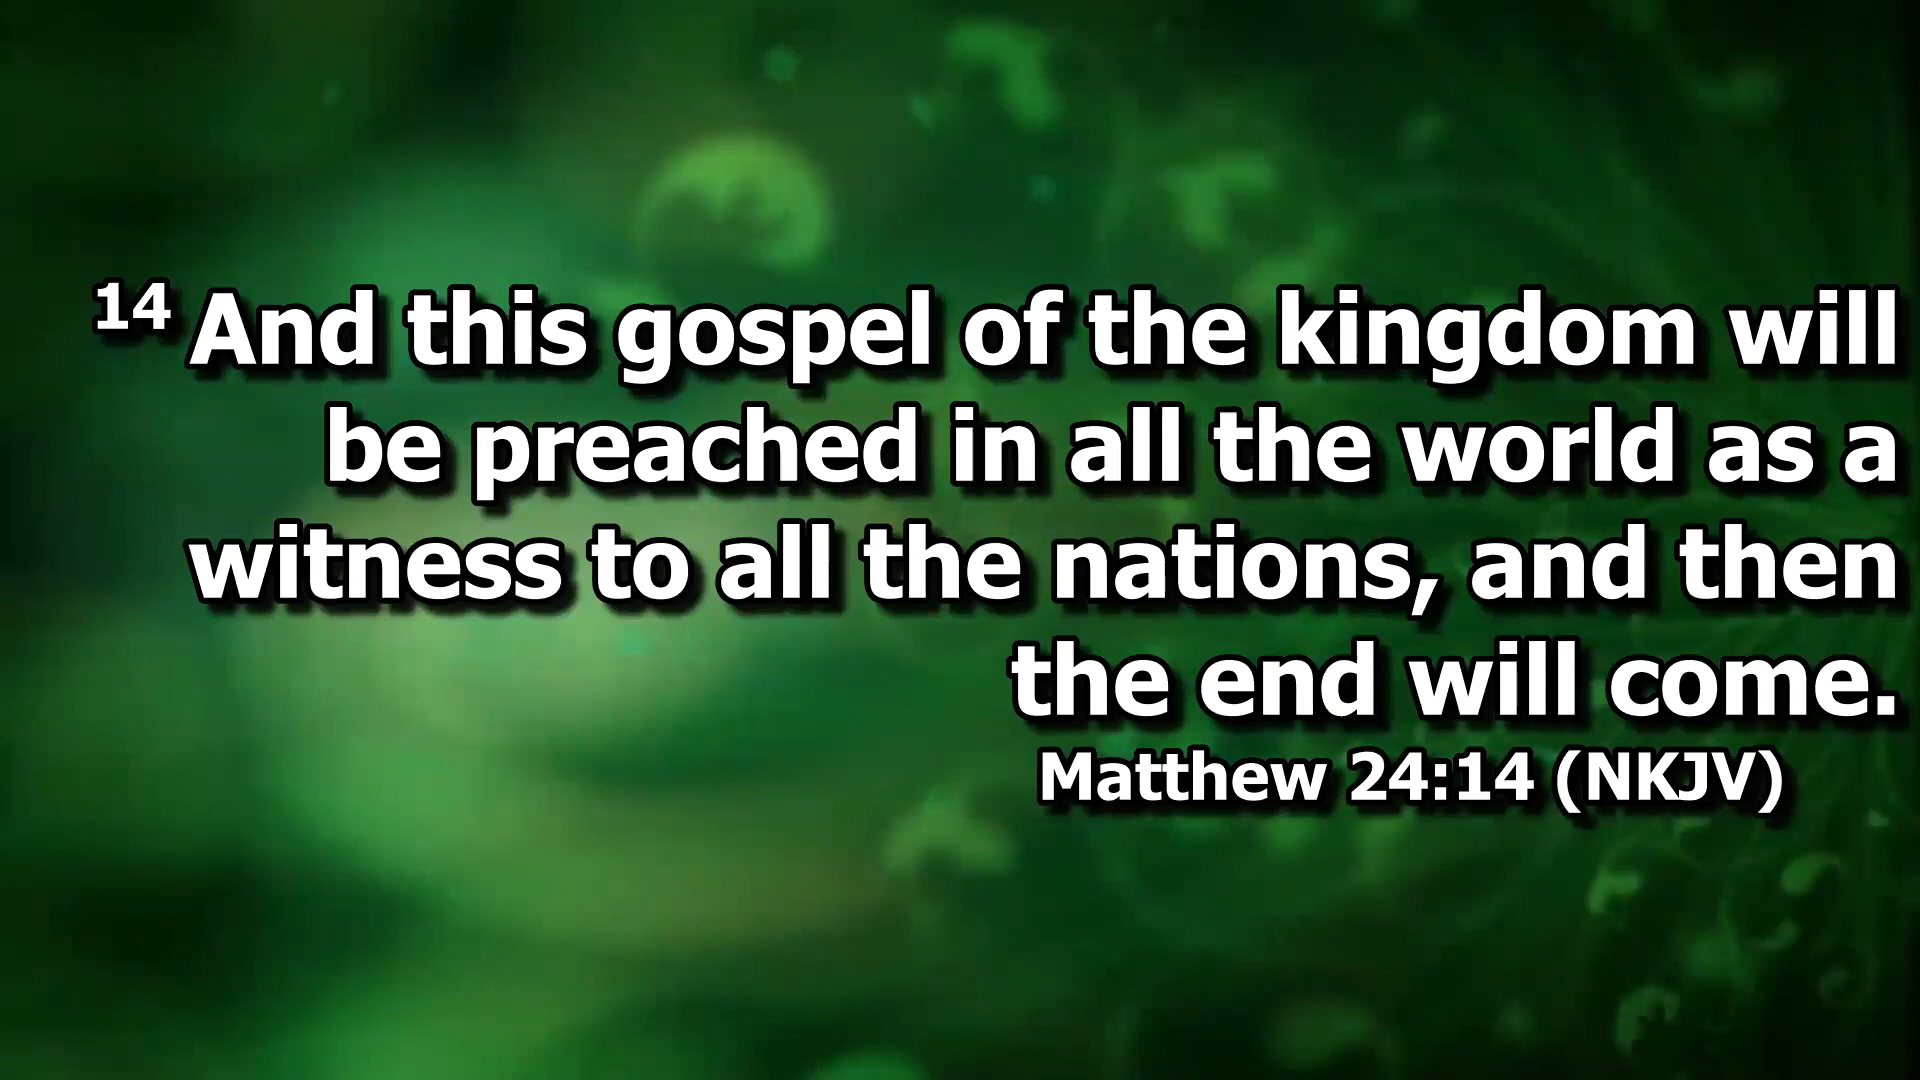 14 And this gospel of the kingdom will
be preached in all the world as a
witness to all the nations, and then
the end will come.
Matthew 24:14 (NKJV)